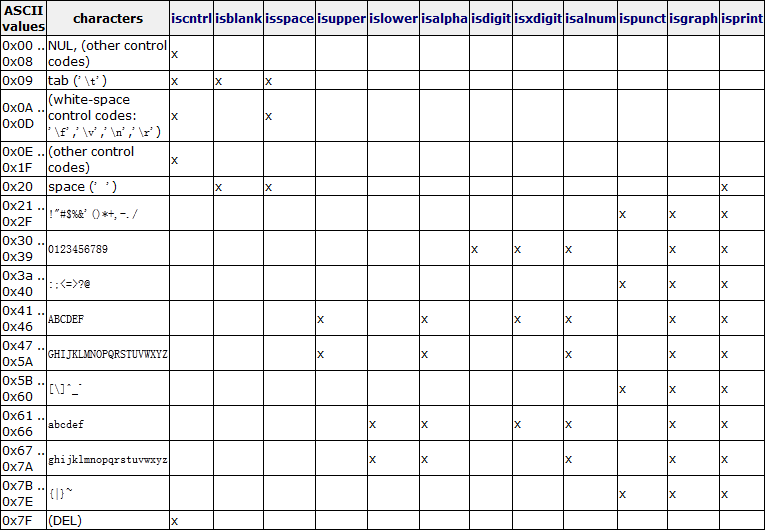 ASCII values characters iscntrl isblank isspace isupper islower isalpha isdigit isxdigit isalnum ispunct isgraph isprint
0x00 .. 0x08 NUL, (other control codes) x
0x09 tab ('\t') x x x
0x0A .. 0x0D (white-space control codes: '\f','\v','\n','\r') x x
0x0E .. 0x1F (other control codes) x
0x20 space (' ') x x x
0x21 .. 0x2F !"#$%&'()*+,-./ x x x
0x30 .. 0x39 0123456789 x x x x x
0x3a .. 0x40 :;<=>?@ x x x
0x41 .. 0x46 ABCDEF x x x x x x
0x47 .. 0x5A GHIJKLMNOPQRSTUVWXYZ x x x x x
0x5B .. 0x60 [\]^_` x x x
0x61 .. 0x66 abcdef x x x x x x
0x67 .. 0x7A ghijklmnopqrstuvwxyz x x x x x
0x7B .. 0x7E {|}~ x x x
0x7F (DEL) x